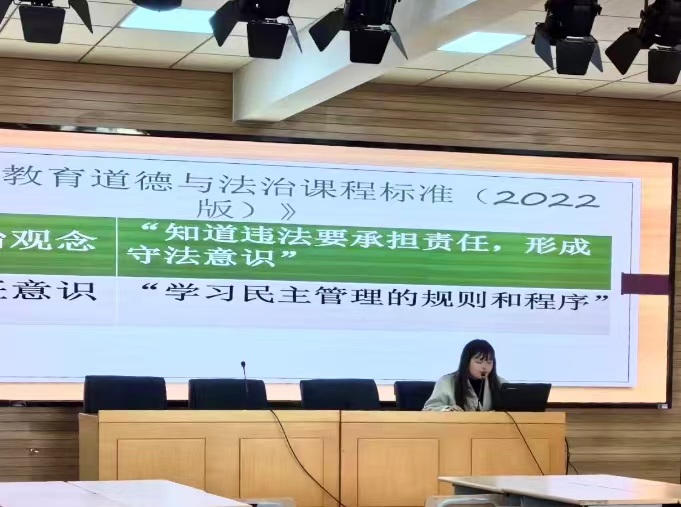 教育道德与法治课程标准（2022
版）》
治观念
“知道违法要承担责任，形成
守法意识”
任意识
“学习民主管理的规则和程序”